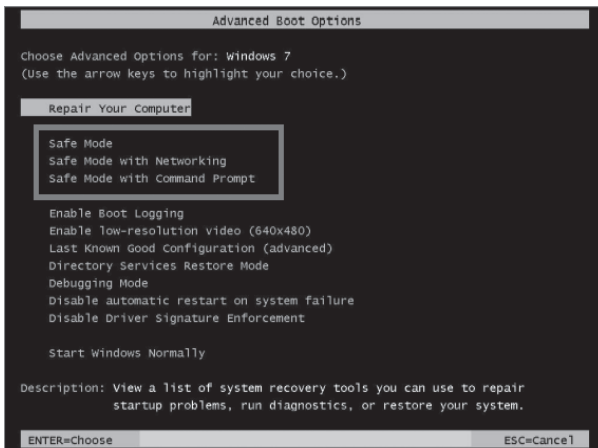 Advanced Boot Options
Choose Advanced Options for: Windows 7
(Use the arrow keys to highlight your choice.)
Repair Your Computer
Safe Mode
Safe Mode with Networking
Safe Mode with Command Prompt
Enable Boot Logging
Enable low-resolution video (640x480)
Last Known Good Configuration (advanced)
Directory Services Restore Mode
Debugging Mode
Disable automatic restart on system failure
Disable Driver Signature Enforcement
Start Windows Normally
Description: View a list of system recovery tools you can use to repair
startup problems, run diagnostics, or restore your system.
ENTER=Choose ESC=Cancel